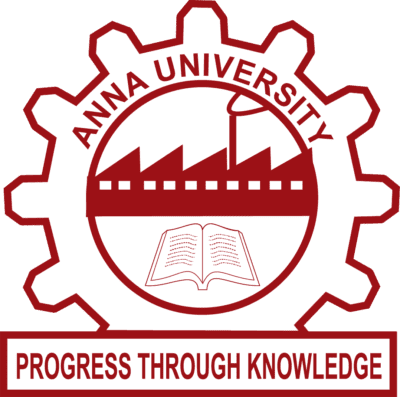 ANNA UNIVERSITY
PROGRESS THROUGH KNOWLEDGE